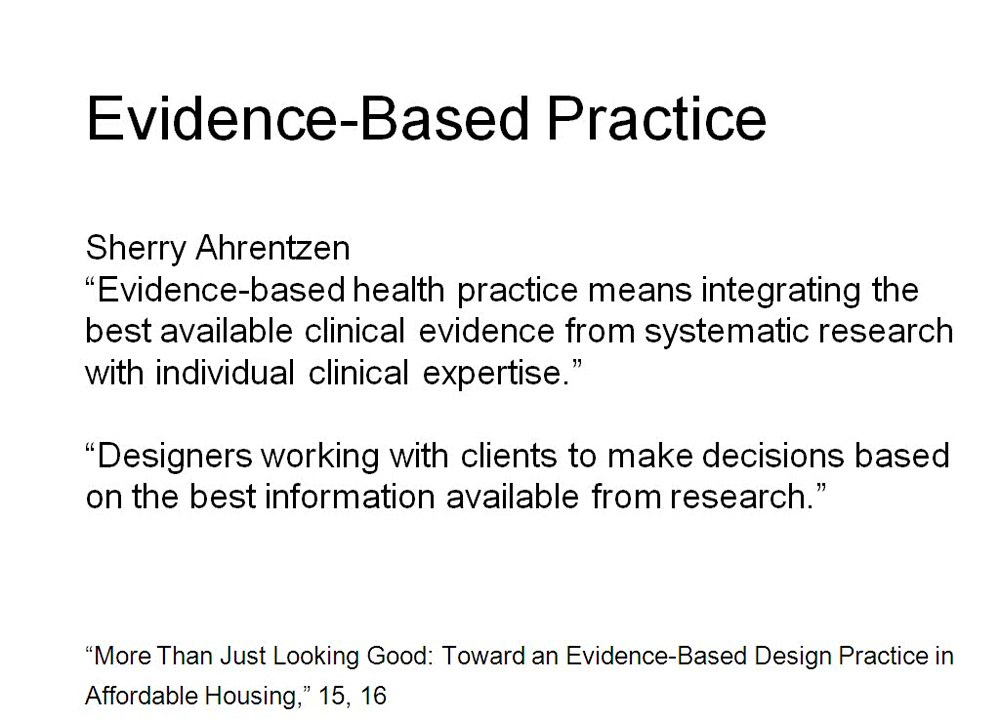 Evidence-Based Practice
Sherry Ahrentzen
“Evidence-based health practice means integrating the
best available clinical evidence from systematic research
with individual clinical expertise.”
“Designers working with clients to make decisions based
on the best information available from research.”
“More Than Just Looking Good: Toward an Evidence-Based Design Practice in
Affordable Housing,” 15, 16